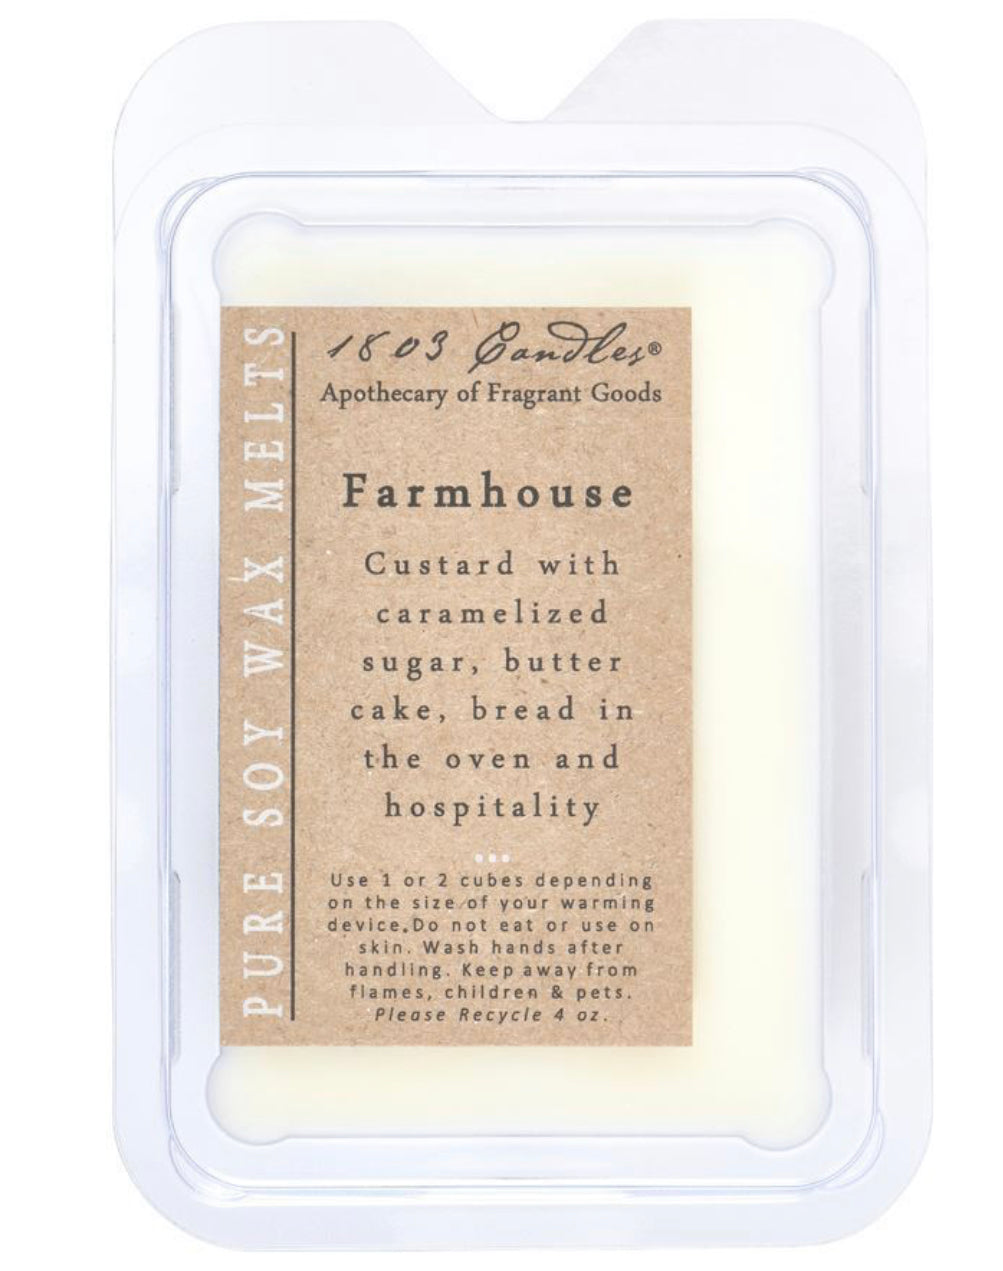 PURE SOY WAX MELTS
1803 Candles®
Apothecary of Fragrant Goods
Farmhouse
Custard with
caramelized
sugar, butter
cake, bread in
the oven and
hospitality
Use 1 or 2 cubes depending
on the size of your warming
device.Do not eat or use on
skin. Wash hands after
handling. Keep away from
flames, children & pets.
Please Recycle 4 oz.